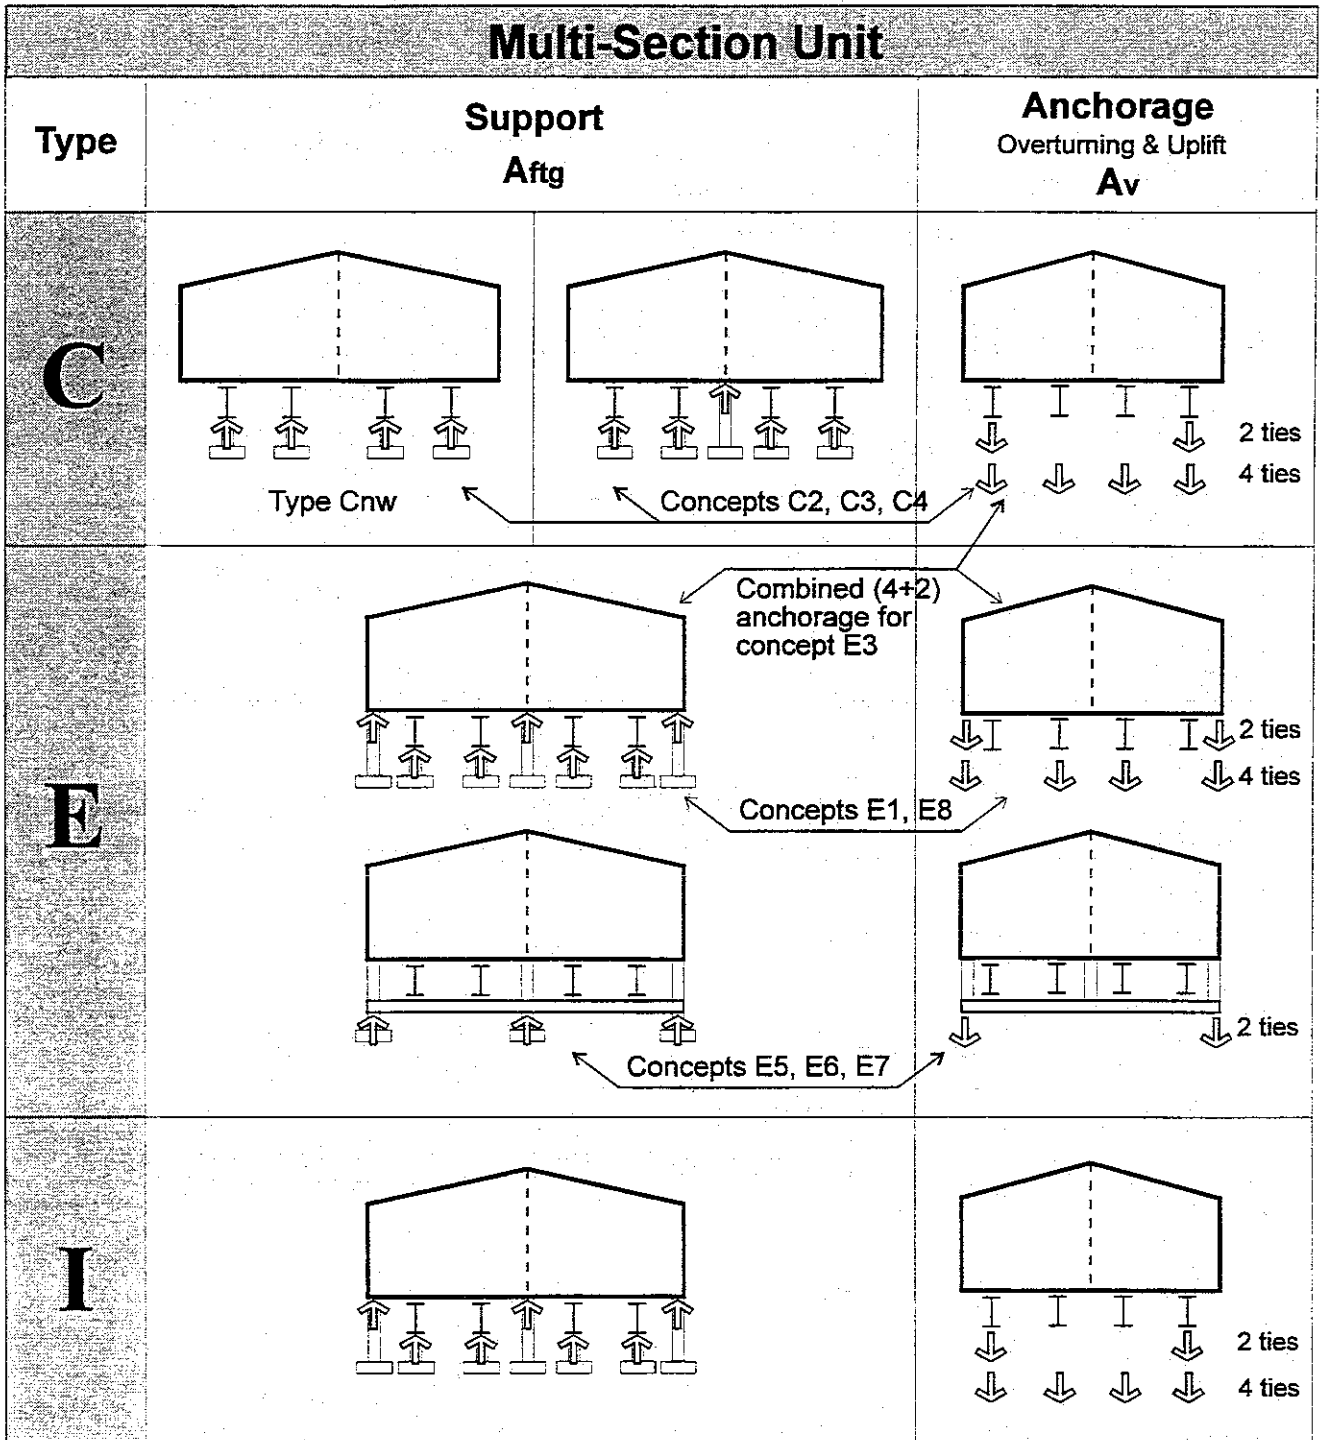 Multi-Section Unit
Type
Support
Aftg
Anchorage
Overturning & Uplift
Av
C
2 ties
4 ties
Type Cnw
Concepts C2, C3, C4
E
Combined (4+2)
anchorage for
concept E3
2 ties
4 ties
Concepts E1, E8
2 ties
Concepts E5, E6, E7
I
2 ties
4 ties